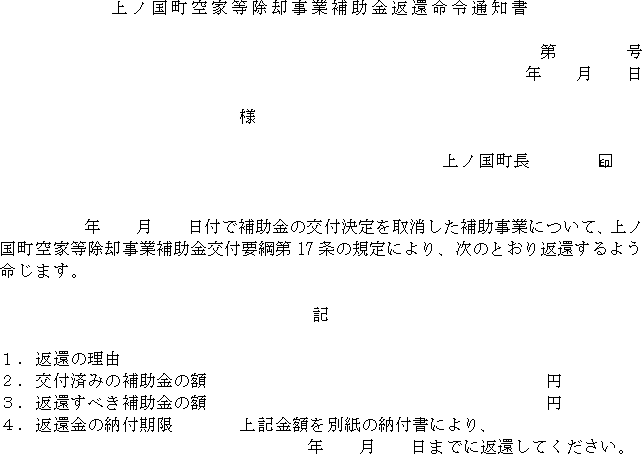 上ノ国町空家等除却事業補助金返還命令通知書
第　　　　号
年　　月　　日
様
上ノ国町長　　　　印
年　　月　　日付で補助金の交付決定を取消した補助事業について、上ノ
国町空家等除却事業補助金交付要綱第17条の規定により、次のとおり返還するよう
命じます。
記
１．返還の理由
２．交付済みの補助金の額　　　　円
３．返還すべき補助金の額　　　　円
４．返還金の納付期限　　　　上記金額を別紙の納付書により、
年　　月　　日までに返還してください。